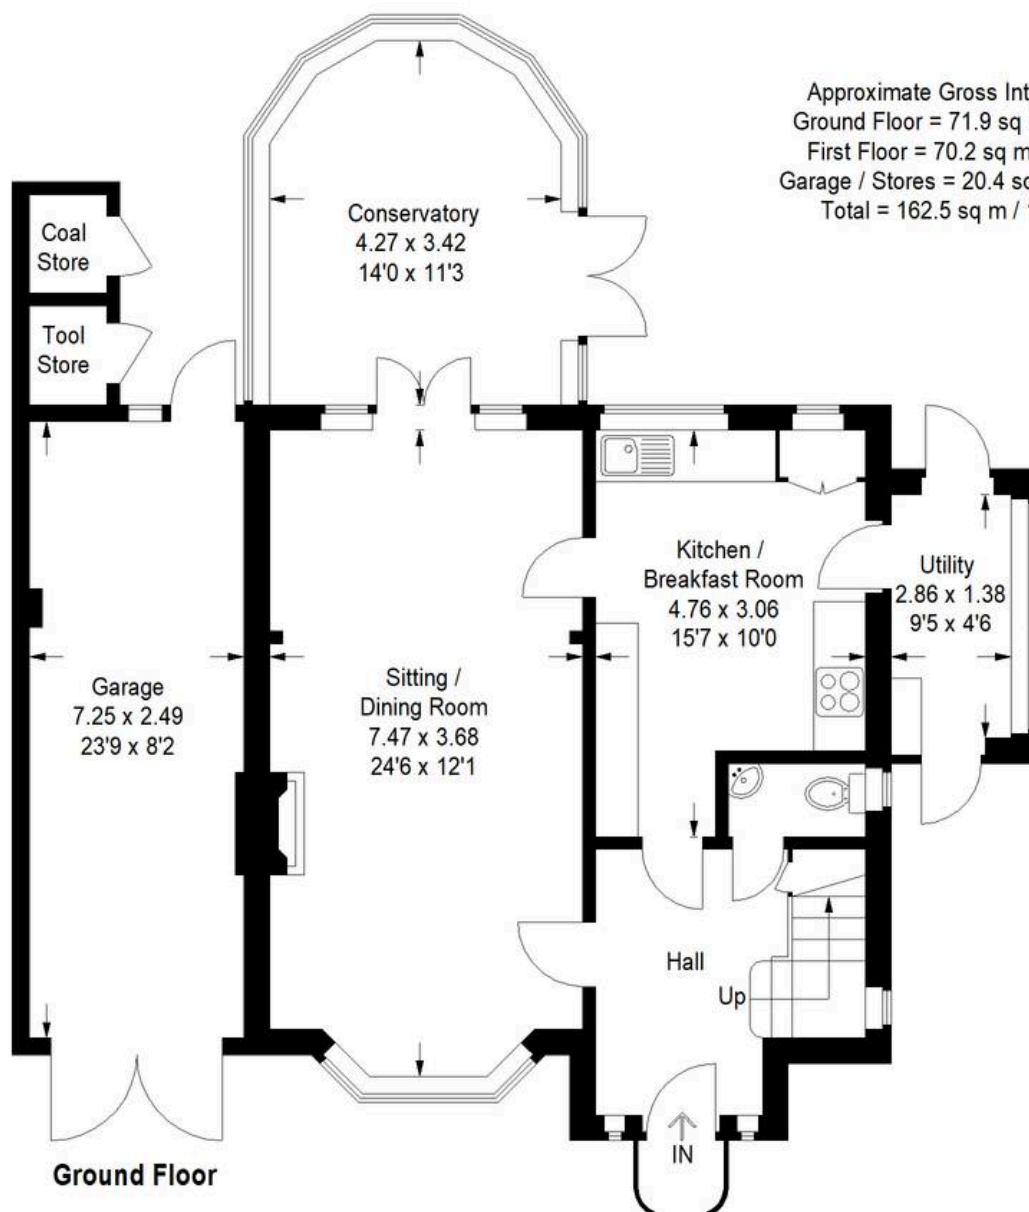 Approximate Gross Int
Ground Floor = 71.9 sq
First Floor = 70.2 sq m
Garage / Stores = 20.4 sq
Total = 162.5 sq m /
Conservatory
4.27 x 3.42
14'0 x 11'3
Coal
Store
Tool
Store
Kitchen /
Breakfast Room
4.76 x 3.06
15'7 x 10'0
Utility
2.86 x 1.38
9'5 x 4'6
Garage
7.25 x 2.49
23'9 x 8'2
Sitting /
Dining Room
7.47 x 3.68
24'6 x 12'1
Hall
Up
IN
Ground Floor